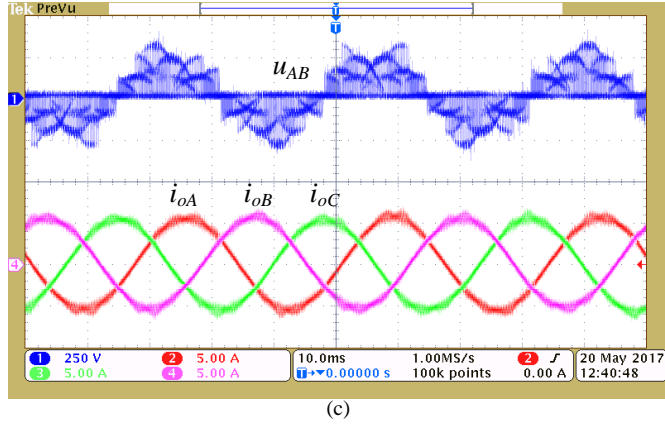 Tek PreVu
T
T
1
u_AB
i_oA i_oB i_oC
4
1 250 V 2 5.00 A 10.0ms 1.00MS/s 2 20 May 2017
3 5.00 A 4 5.00 A T→▼0.00000 s 100k points 0.00 A 12:40:48
(c)